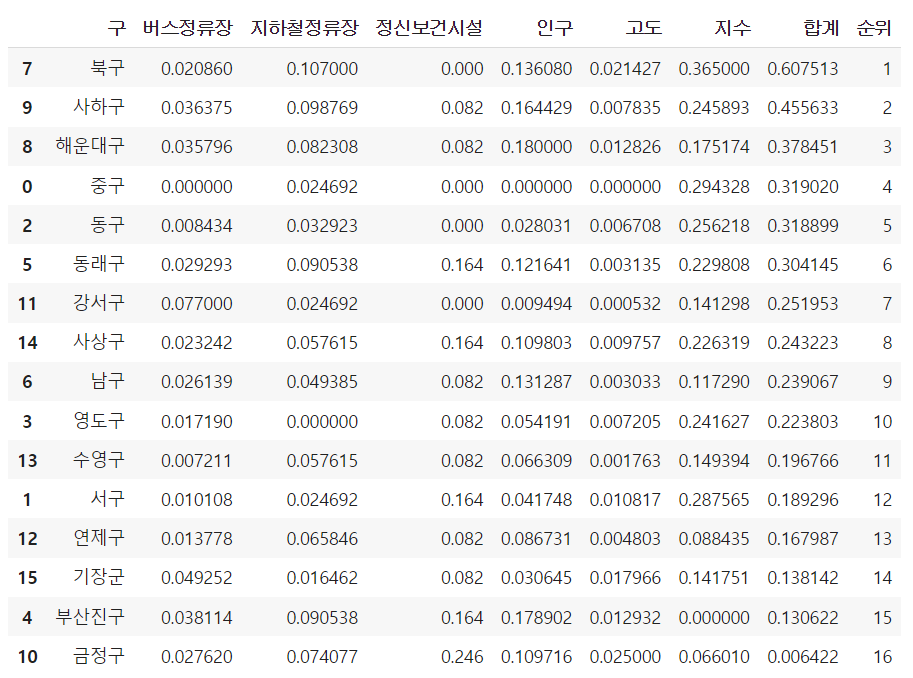 구 버스정류장 지하철정류장 정신보건시설 인구 고도 지수 합계 순위
7 북구 0.020860 0.107000 0.000 0.136080 0.021427 0.365000 0.607513 1
9 사하구 0.036375 0.098769 0.082 0.164429 0.007835 0.245893 0.455633 2
8 해운대구 0.035796 0.082308 0.082 0.180000 0.012826 0.175174 0.378451 3
0 중구 0.000000 0.024692 0.000 0.000000 0.000000 0.294328 0.319020 4
2 동구 0.008434 0.032923 0.000 0.028031 0.006708 0.256218 0.318899 5
5 동래구 0.029293 0.090538 0.164 0.121641 0.003135 0.229808 0.304145 6
11 강서구 0.077000 0.024692 0.000 0.009494 0.000532 0.141298 0.251953 7
14 사상구 0.023242 0.057615 0.164 0.109803 0.009757 0.226319 0.243223 8
6 남구 0.026139 0.049385 0.082 0.131287 0.003033 0.117290 0.239067 9
3 영도구 0.017190 0.000000 0.082 0.054191 0.007205 0.241627 0.223803 10
13 수영구 0.007211 0.057615 0.082 0.066309 0.001763 0.149394 0.196766 11
1 서구 0.010108 0.024692 0.164 0.041748 0.010817 0.287565 0.189296 12
12 연제구 0.013778 0.065846 0.082 0.086731 0.004803 0.088435 0.167987 13
15 기장군 0.049252 0.016462 0.082 0.030645 0.017966 0.141751 0.138142 14
4 부산진구 0.038114 0.090538 0.164 0.178902 0.012932 0.000000 0.130622 15
10 금정구 0.027620 0.074077 0.246 0.109716 0.025000 0.066010 0.006422 16